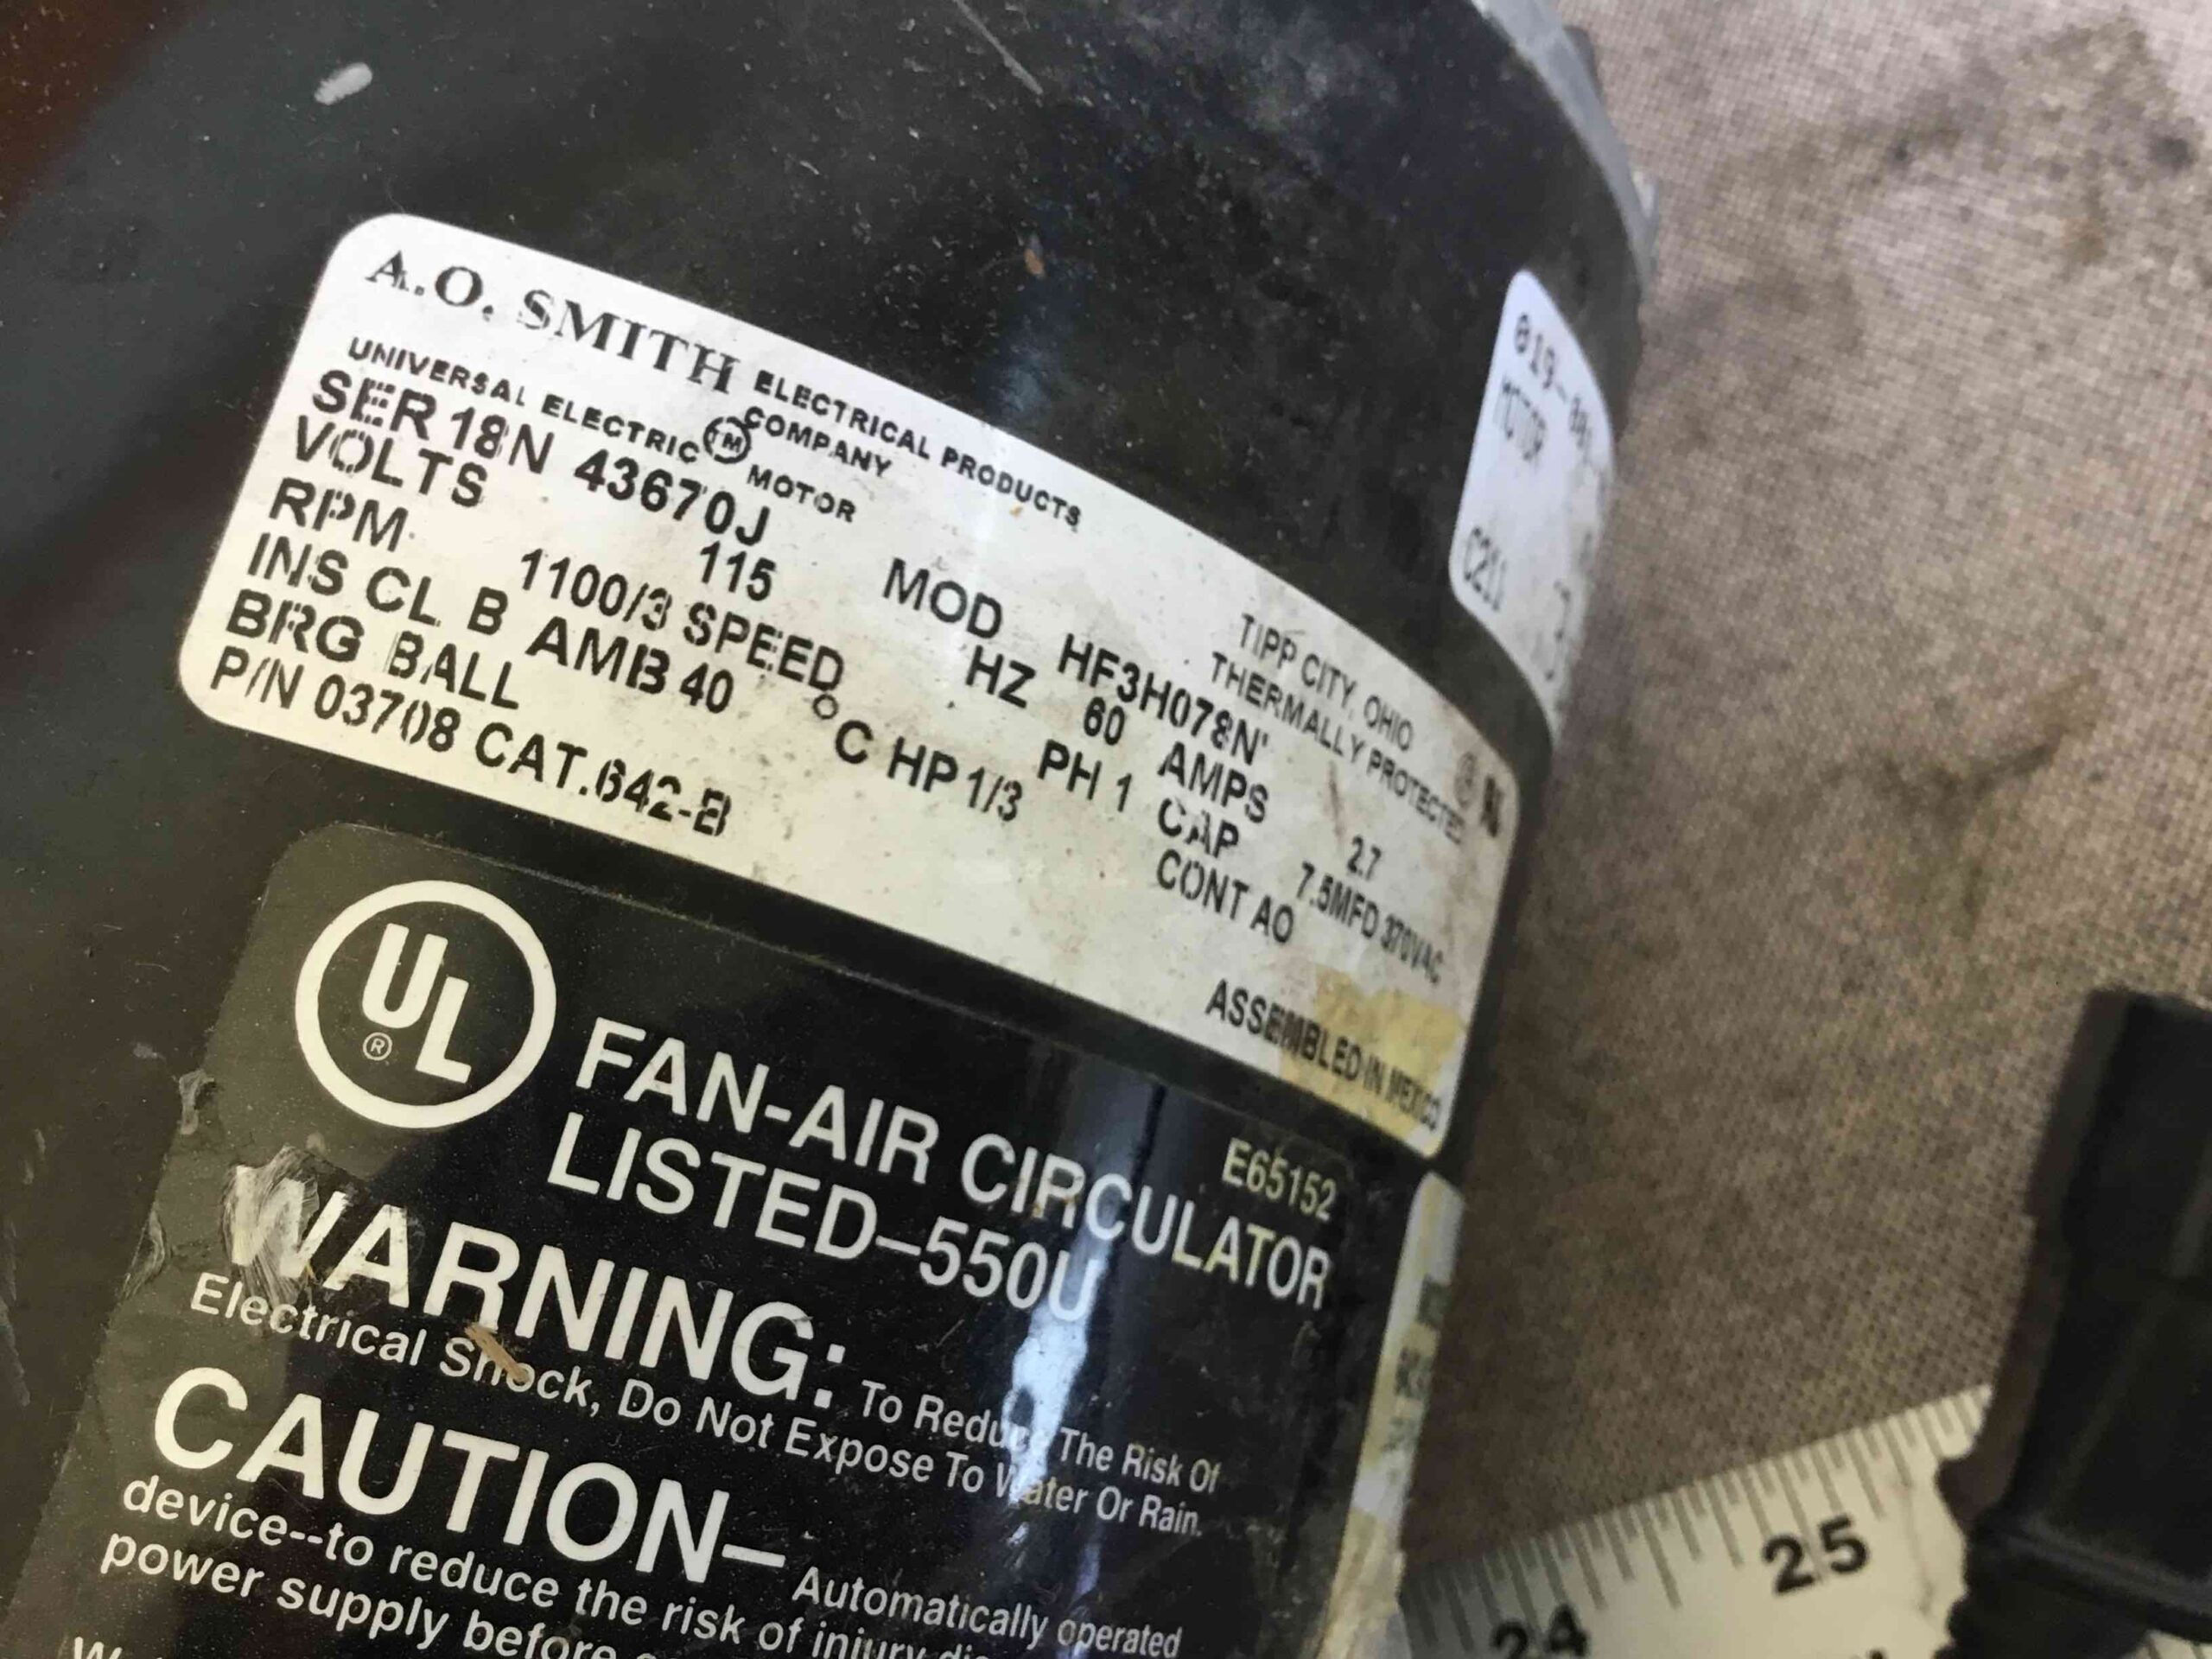 A.O. SMITH ELECTRICAL PRODUCTS COMPANY
UNIVERSAL ELECTRIC TM MOTOR
TIPP CITY, OHIO
THERMALLY PROTECTED
SER 18N 43670J MOD HF3H078N
VOLTS 115 HZ 60 AMPS 2.7
RPM 1100/3 SPEED PH 1 CAP 7.5MFD 370VAC
INS CL B AMB 40 °C HP 1/3 CONT AO
BRG BALL
P/N 03708 CAT.642-B
ASSEMBLED IN MEXICO
MOTOR
UL ®
E65152
FAN-AIR CIRCULATOR
LISTED–550U
WARNING: To Reduce The Risk Of
Electrical Shock, Do Not Expose To Water Or Rain.
CAUTION– Automatically operated
device--to reduce the risk of injury
power supply before
24 25